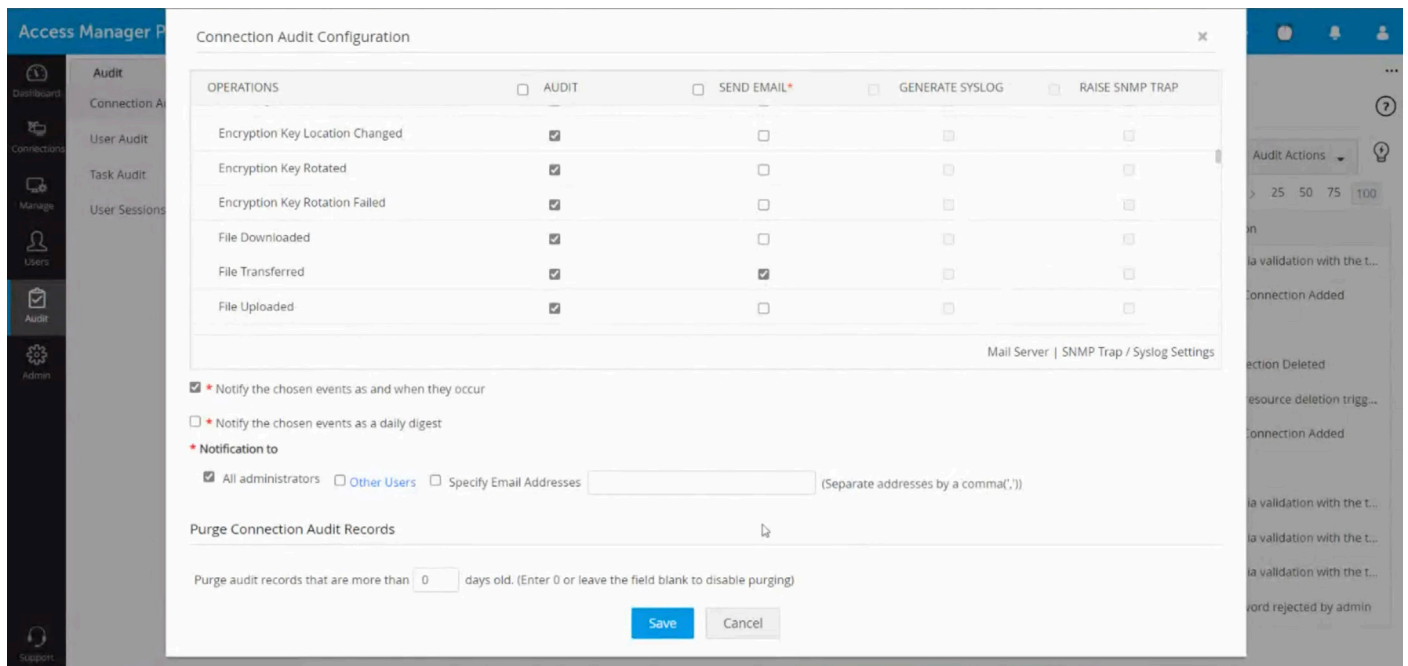 Access Manager P
Connection Audit Configuration
×
Dashboard
Connections
Manage
Users
Audit
Admin
Support
Audit
Connection Au
User Audit
Task Audit
User Sessions
OPERATIONS AUDIT SEND EMAIL* GENERATE SYSLOG RAISE SNMP TRAP
Encryption Key Location Changed
Encryption Key Rotated
Encryption Key Rotation Failed
File Downloaded
File Transferred
File Uploaded
Mail Server | SNMP Trap / Syslog Settings
* Notify the chosen events as and when they occur
* Notify the chosen events as a daily digest
* Notification to
All administrators Other Users Specify Email Addresses (Separate addresses by a comma(','))
Purge Connection Audit Records
Purge audit records that are more than 0 days old. (Enter 0 or leave the field blank to disable purging)
Save Cancel
...
?
Audit Actions
> 25 50 75 100
on
ia validation with the t...
Connection Added
ection Deleted
resource deletion trigg...
Connection Added
ia validation with the t...
ia validation with the t...
ia validation with the t...
vord rejected by admin